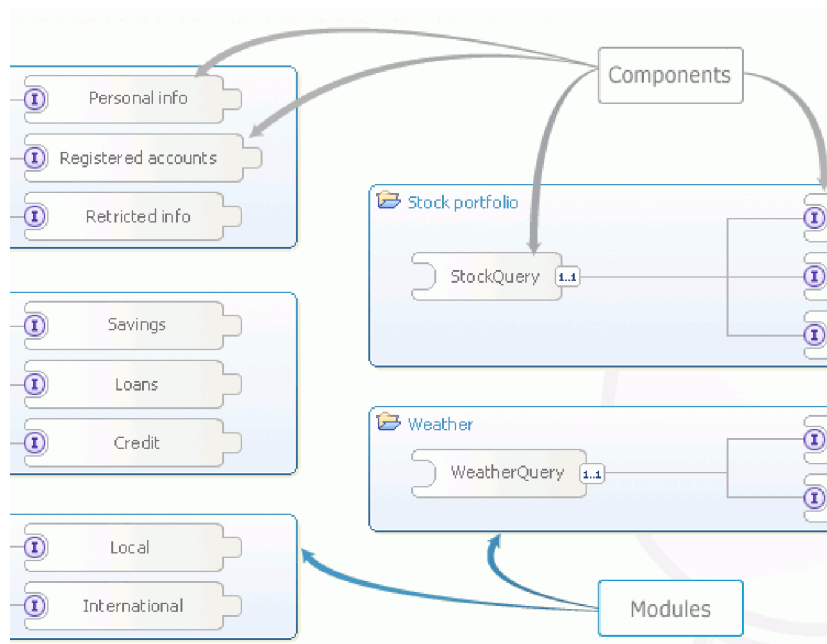 Components
Personal info
Registered accounts
Retricted info
Stock portfolio
StockQuery
1..1
Savings
Loans
Credit
Weather
WeatherQuery
1..1
Local
International
Modules
I
I
I
I
I
I
I
I
I
I
I
I
I